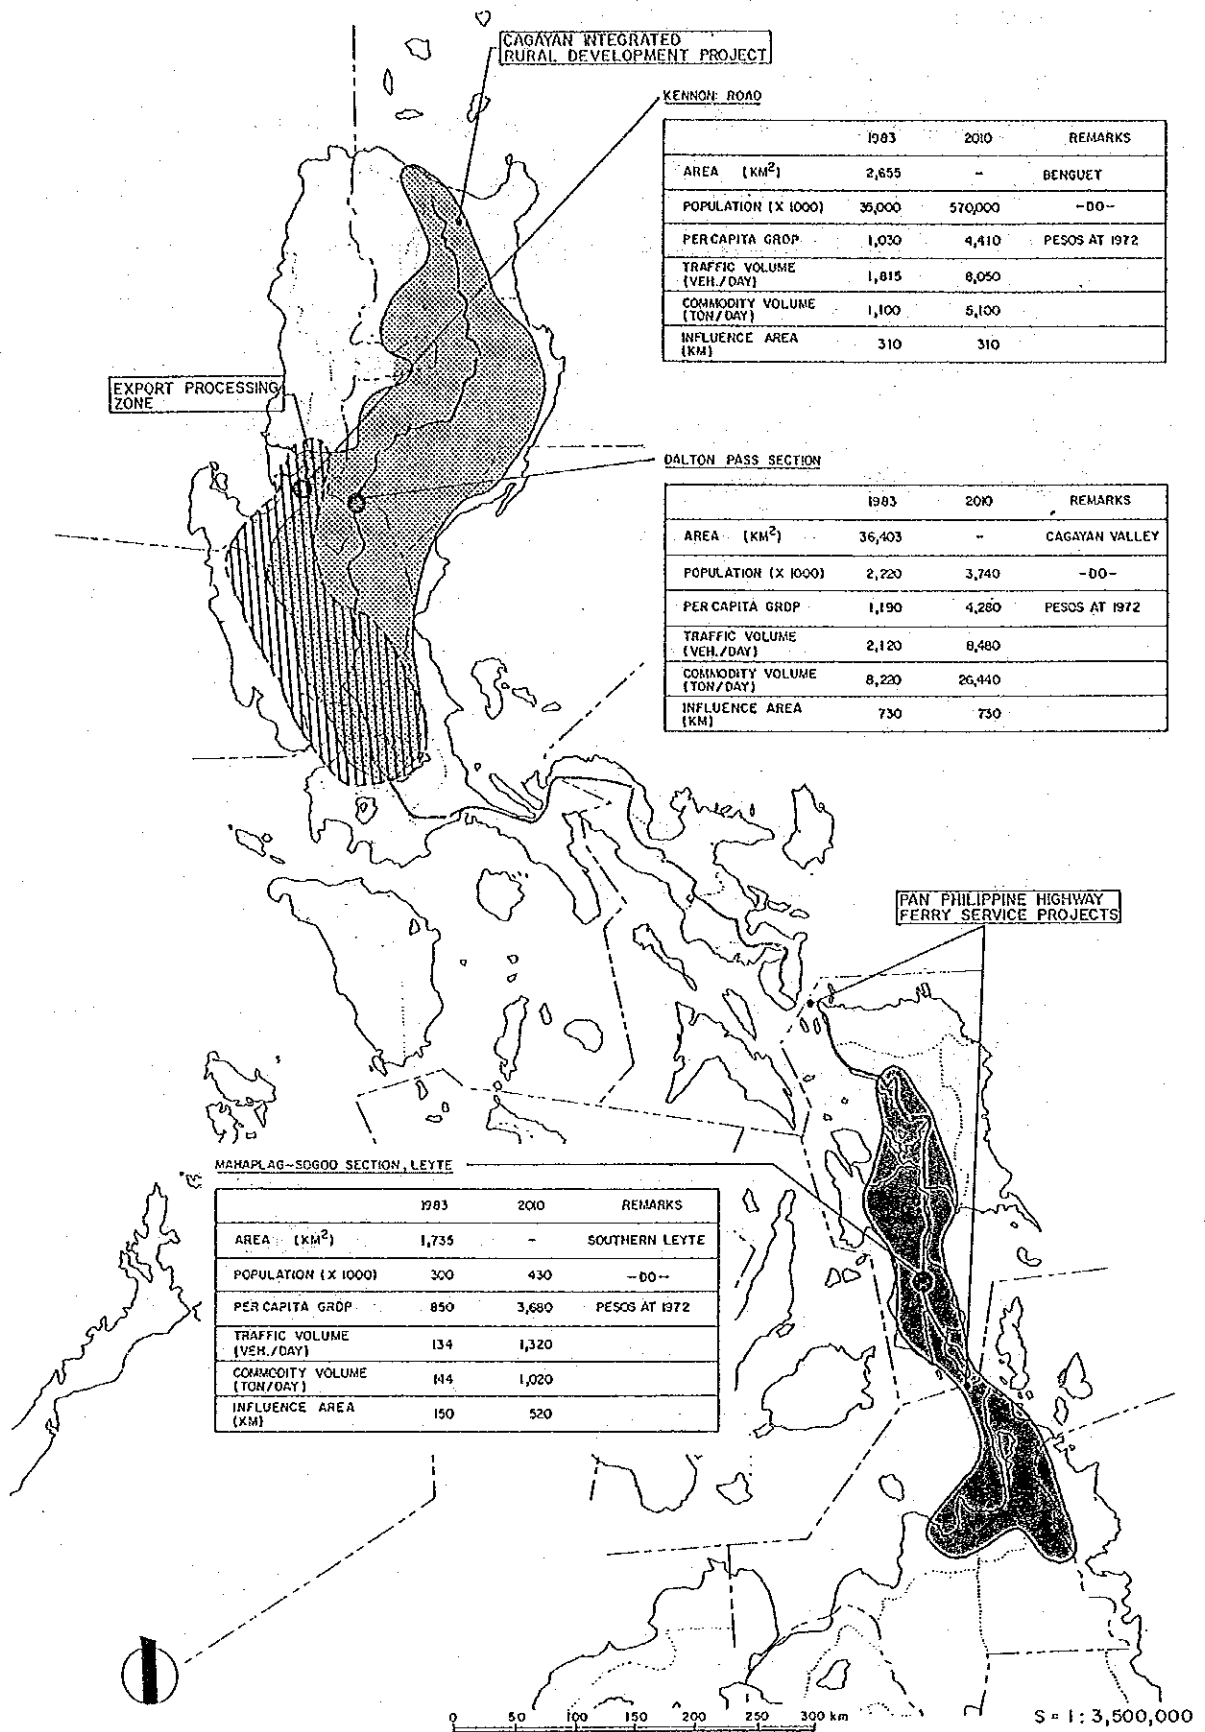 CAGAYAN INTEGRATED
RURAL DEVELOPMENT PROJECT
KENNON ROAD
1983 2010 REMARKS
AREA (KM²) 2,655 - BENGUET
POPULATION (X 1000) 35,000 570,000 -DO-
PER CAPITA GROP 1,030 4,410 PESOS AT 1972
TRAFFIC VOLUME
(VEH./DAY) 1,815 8,050
COMMODITY VOLUME
(TON/DAY) 1,100 5,100
INFLUENCE AREA
(KM) 310 310
EXPORT PROCESSING
ZONE
DALTON PASS SECTION
1983 2010 REMARKS
AREA (KM²) 36,403 - CAGAYAN VALLEY
POPULATION (X 1000) 2,220 3,740 -DO-
PER CAPITA GRDP 1,190 4,280 PESOS AT 1972
TRAFFIC VOLUME
(VEH./DAY) 2,120 8,480
COMMODITY VOLUME
(TON/DAY) 8,220 26,440
INFLUENCE AREA
(KM) 730 730
PAN PHILIPPINE HIGHWAY
FERRY SERVICE PROJECTS
MAHAPLAG~SOGOD SECTION, LEYTE
1983 2010 REMARKS
AREA (KM²) 1,735 - SOUTHERN LEYTE
POPULATION (X 1000) 300 430 -DO-
PER CAPITA GRDP 850 3,680 PESOS AT 1972
TRAFFIC VOLUME
(VEH./DAY) 134 1,320
COMMODITY VOLUME
(TON/DAY) 144 1,020
INFLUENCE AREA
(KM) 150 520
0 50 100 150 200 250 300 km
S = 1 : 3,500,000